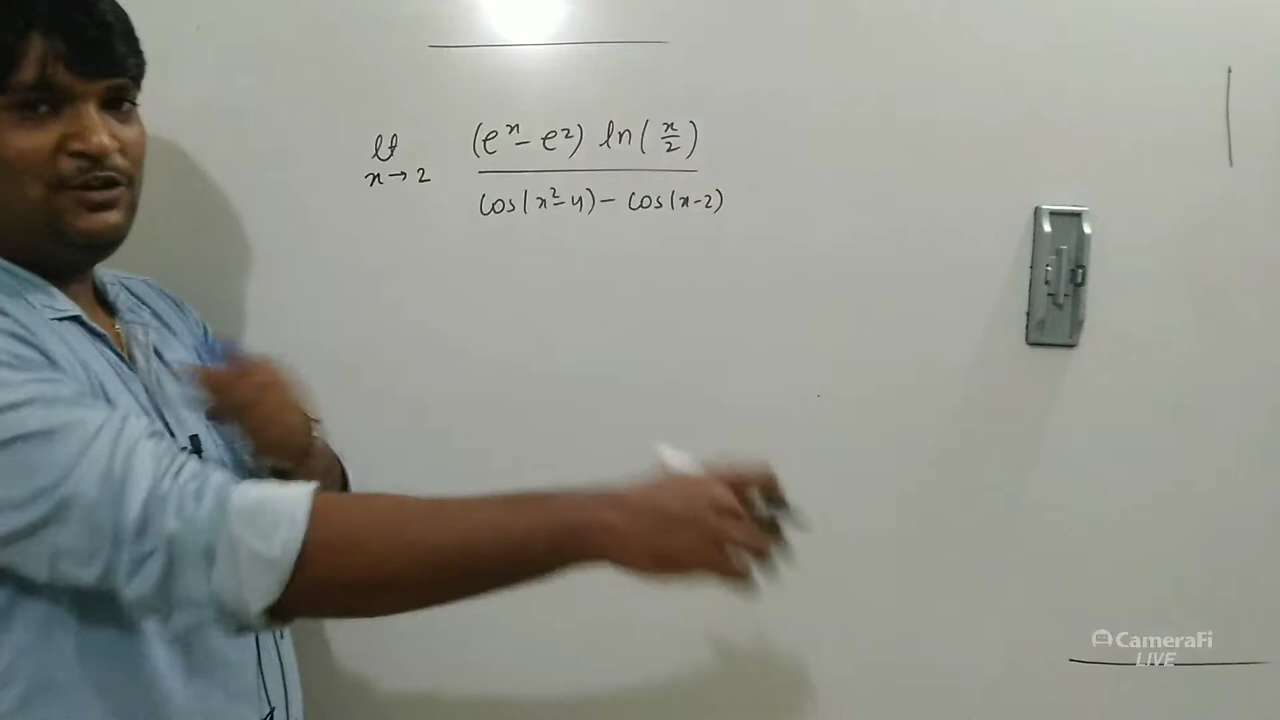 lt x→2 (e^x - e^2) ln(x/2)
cos(x^2-4) - cos(x-2)
CameraFi
LIVE